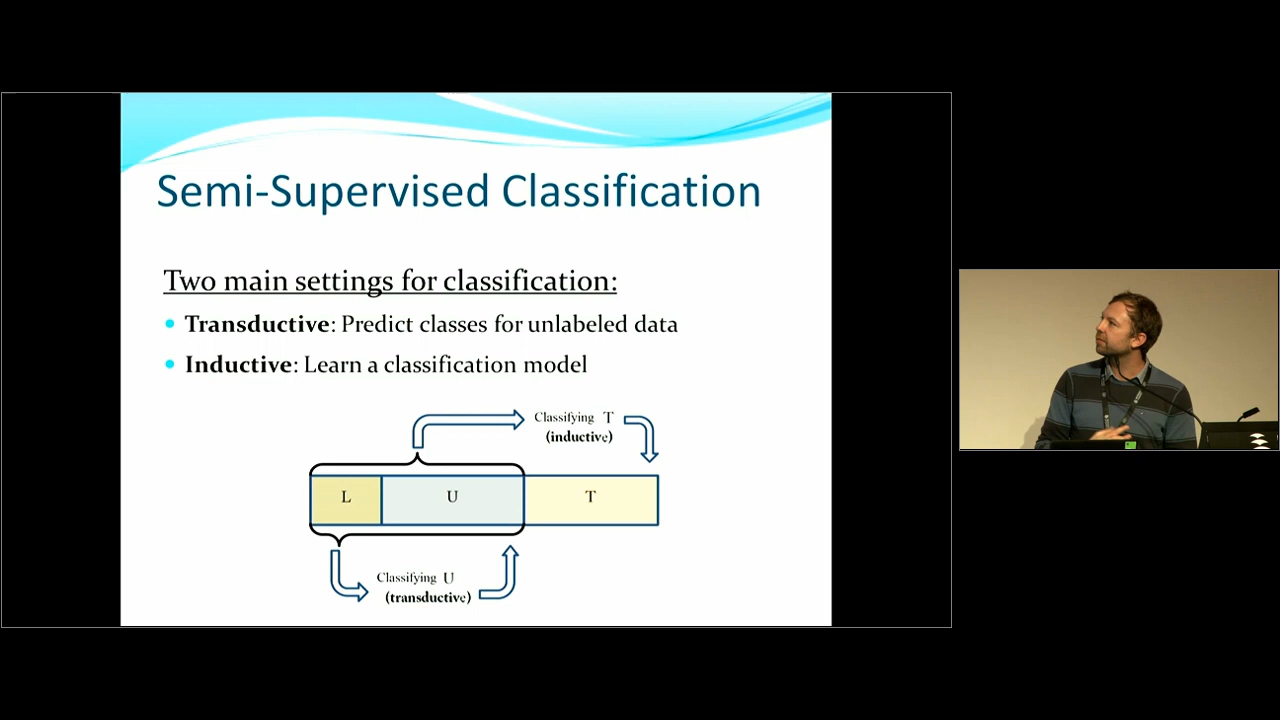 Semi-Supervised Classification
Two main settings for classification:
Transductive: Predict classes for unlabeled data
Inductive: Learn a classification model
Classifying T
(inductive)
L U T
Classifying U
(transductive)